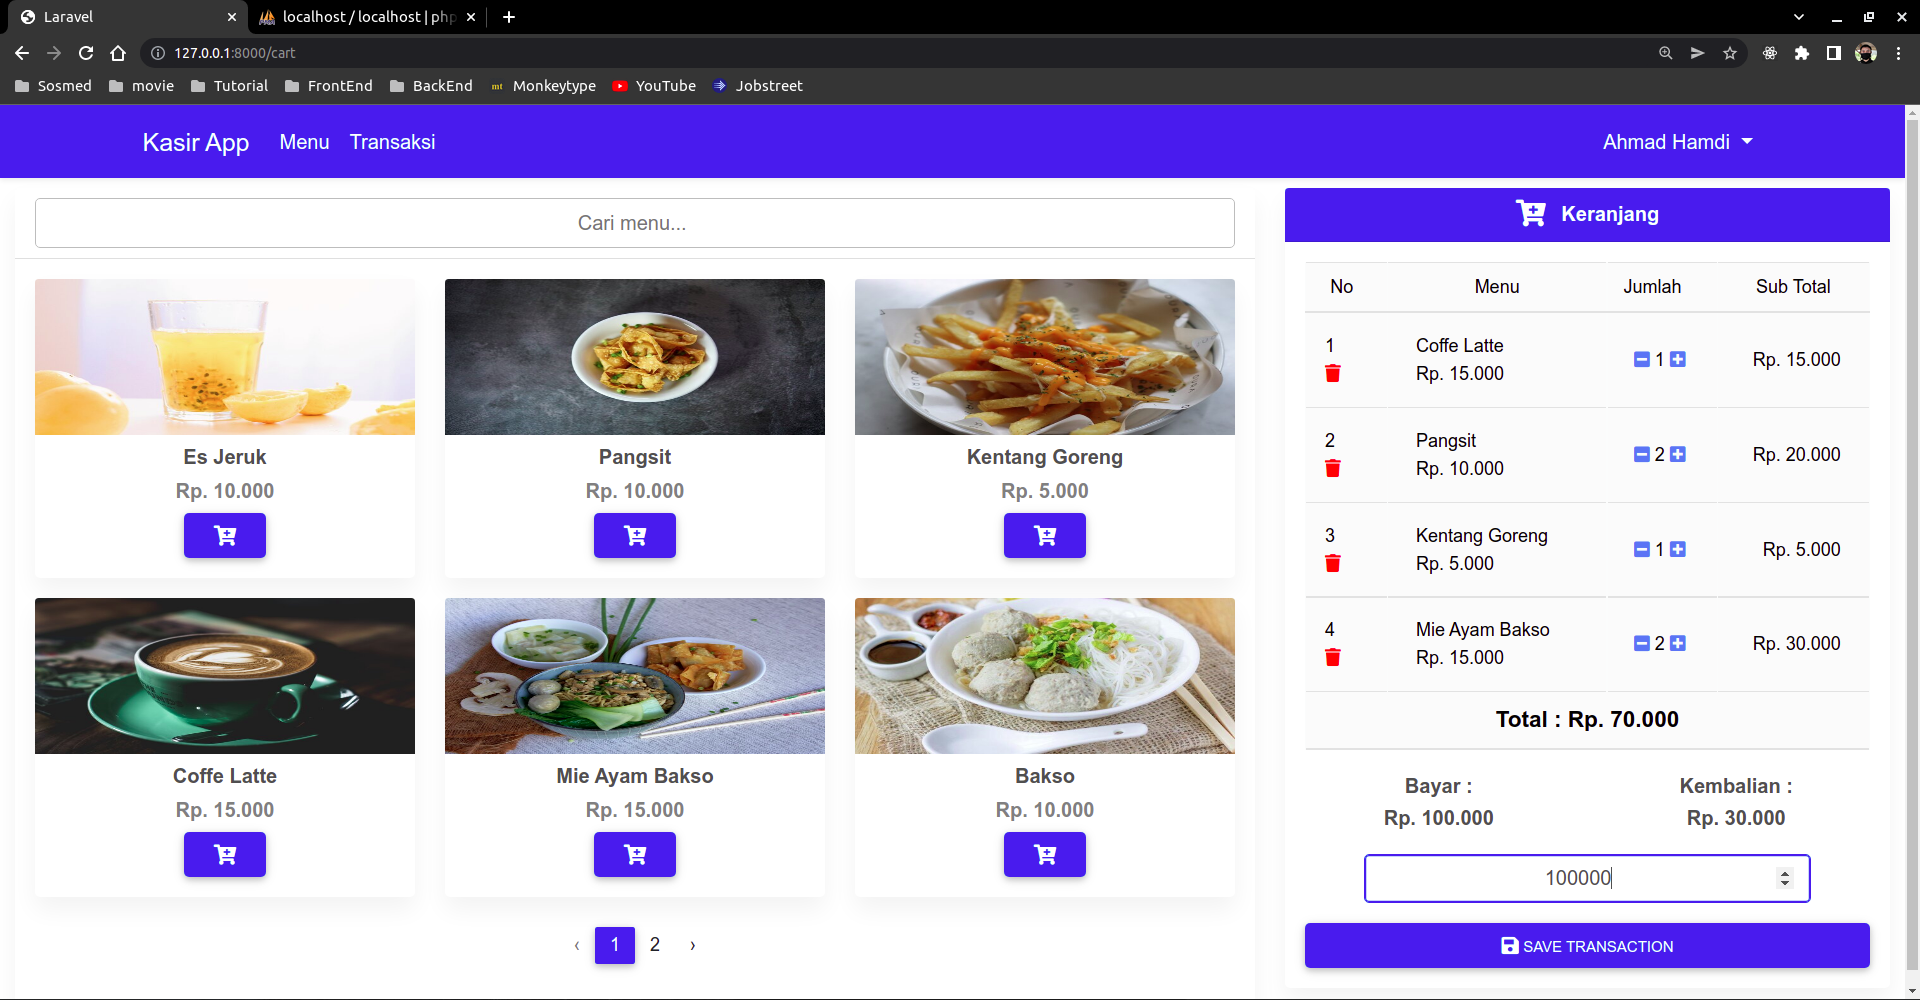 Laravel
localhost / localhost | php
127.0.0.1:8000/cart
Sosmed movie Tutorial FrontEnd BackEnd mt Monkeytype YouTube Jobstreet
Kasir App Menu Transaksi Ahmad Hamdi
Cari menu...
Es Jeruk
Rp. 10.000
Pangsit
Rp. 10.000
Kentang Goreng
Rp. 5.000
Coffe Latte
Rp. 15.000
Mie Ayam Bakso
Rp. 15.000
Bakso
Rp. 10.000
‹ 1 2 ›
Keranjang
No Menu Jumlah Sub Total
1 Coffe Latte
Rp. 15.000
1 Rp. 15.000
2 Pangsit
Rp. 10.000
2 Rp. 20.000
3 Kentang Goreng
Rp. 5.000
1 Rp. 5.000
4 Mie Ayam Bakso
Rp. 15.000
2 Rp. 30.000
Total : Rp. 70.000
Bayar :
Rp. 100.000
Kembalian :
Rp. 30.000
100000
SAVE TRANSACTION